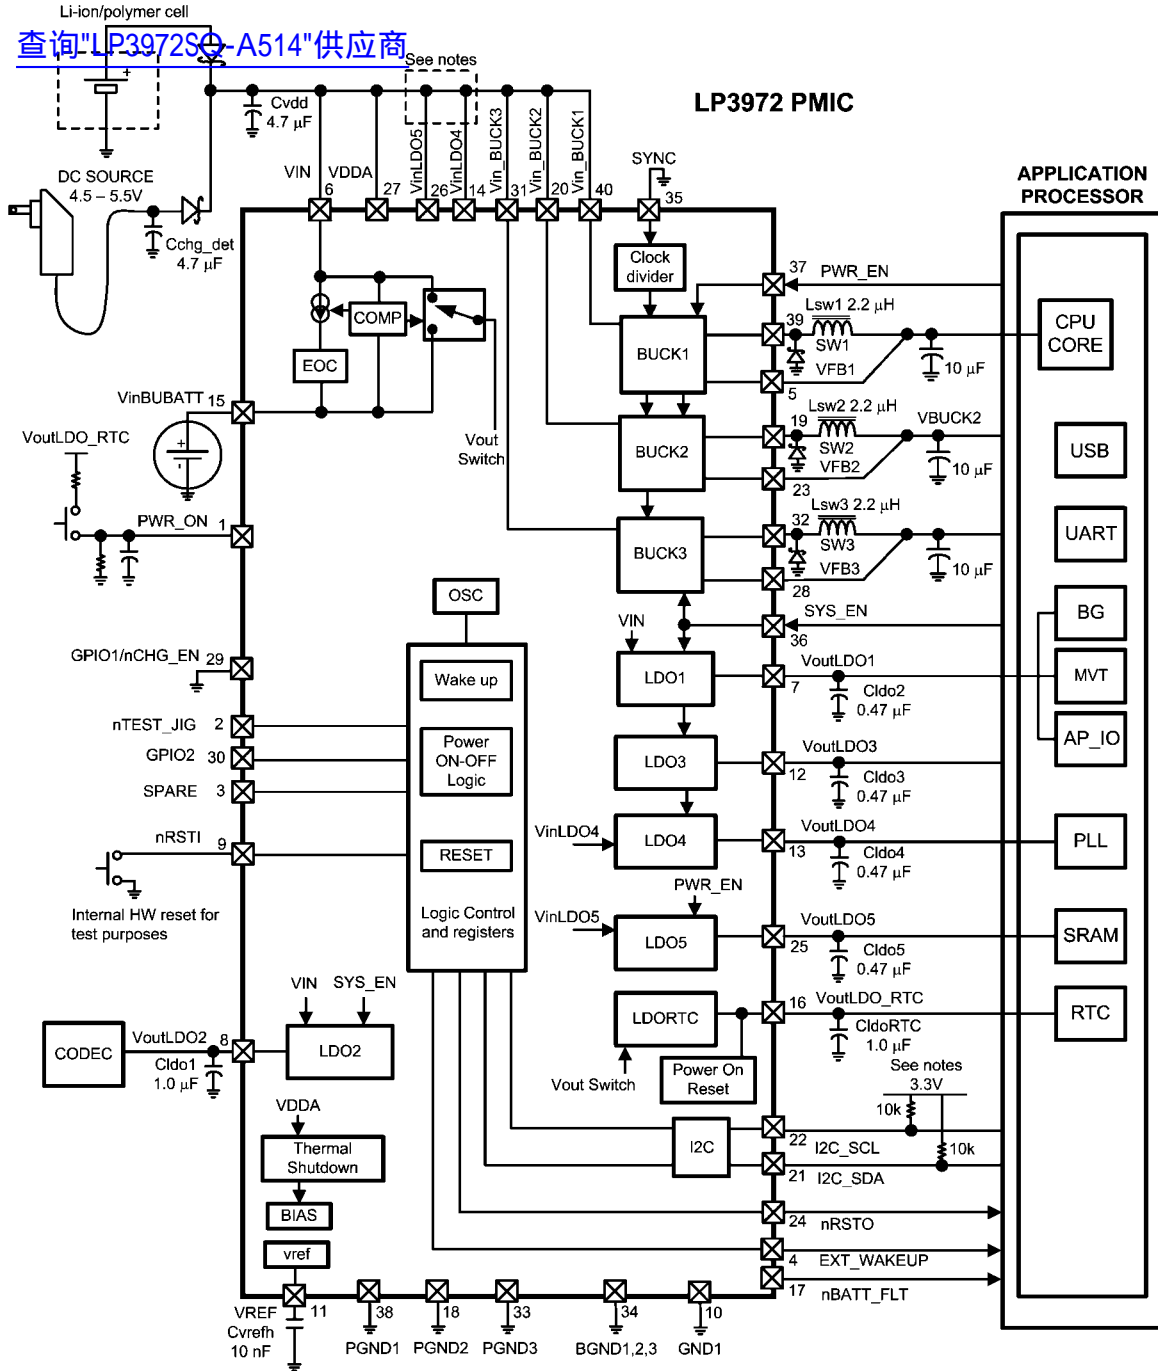 Li-ion/polymer cell
查询"LP3972SQ-A514"供应商
See notes
LP3972 PMIC
Cvdd
4.7 µF
VinLDO5
VinLDO4
Vin_BUCK3
Vin_BUCK2
Vin_BUCK1
SYNC
DC SOURCE
4.5 – 5.5V
VIN
VDDA
6
27
26
14
31
20
40
35
APPLICATION
PROCESSOR
Cchg_det
4.7 µF
Clock
divider
37
PWR_EN
COMP
EOC
BUCK1
39
Lsw1 2.2 µH
SW1
VFB1
5
10 µF
CPU
CORE
VinBUBATT
15
VoutLDO_RTC
Vout
Switch
BUCK2
19
Lsw2 2.2 µH
SW2
VFB2
23
VBUCK2
10 µF
USB
PWR_ON
1
BUCK3
32
Lsw3 2.2 µH
SW3
VFB3
28
10 µF
UART
OSC
VIN
SYS_EN
36
BG
GPIO1/nCHG_EN
29
Wake up
LDO1
VoutLDO1
7
Cldo2
0.47 µF
MVT
nTEST_JIG
2
GPIO2
30
SPARE
3
Power
ON-OFF
Logic
LDO3
VoutLDO3
12
Cldo3
0.47 µF
AP_IO
nRSTI
9
RESET
VinLDO4
LDO4
VoutLDO4
13
Cldo4
0.47 µF
PLL
Internal HW reset for
test purposes
Logic Control
and registers
PWR_EN
VinLDO5
LDO5
VoutLDO5
25
Cldo5
0.47 µF
SRAM
VIN
SYS_EN
LDORTC
16
VoutLDO_RTC
CldoRTC
1.0 µF
RTC
CODEC
VoutLDO2
8
Cldo1
1.0 µF
LDO2
Vout Switch
Power On
Reset
See notes
3.3V
10k
10k
VDDA
Thermal
Shutdown
BIAS
vref
I2C
22
I2C_SCL
21
I2C_SDA
24
nRSTO
4
EXT_WAKEUP
17
nBATT_FLT
VREF
11
Cvrefh
10 nF
38
18
33
34
10
PGND1
PGND2
PGND3
BGND1,2,3
GND1